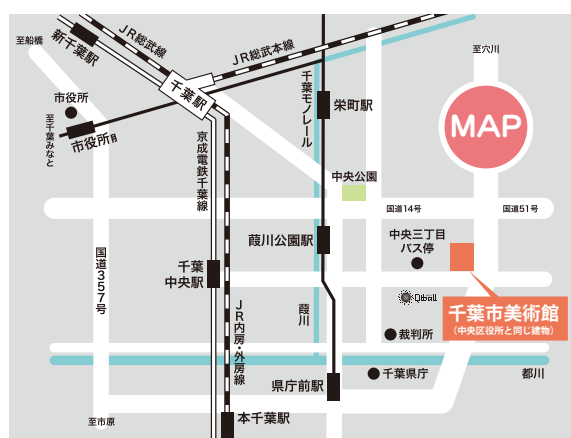 至船橋
新千葉駅
JR総武線
JR総武本線
至穴川
千葉駅
千葉モノレール
栄町駅
MAP
市役所
市役所前
至千葉みなと
京成電鉄千葉線
中央公園
国道14号
国道51号
葭川公園駅
中央三丁目
バス停
国道357号
千葉
中央駅
葭川
Qiball
千葉市美術館
(中央区役所と同じ建物)
JR内房・外房線
裁判所
県庁前駅
千葉県庁
都川
至市原
本千葉駅